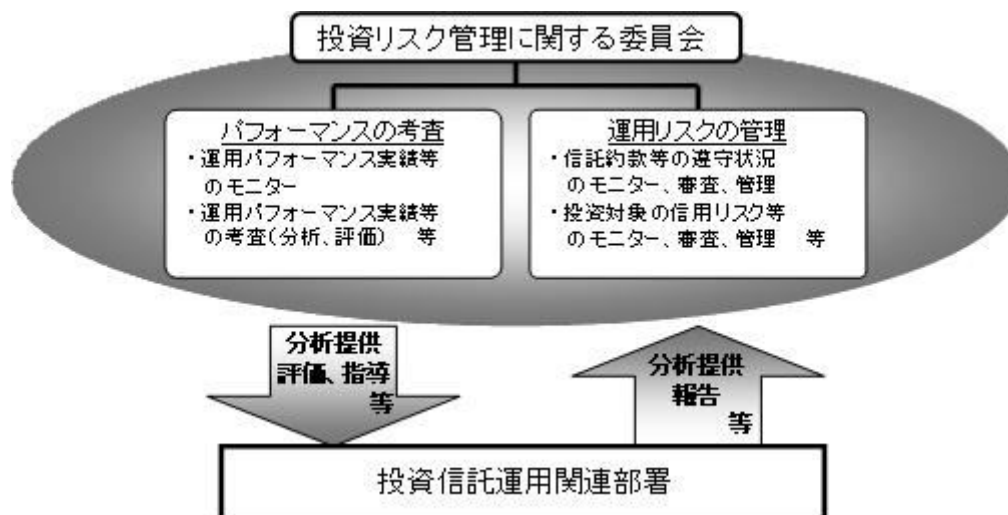 投資リスク管理に関する委員会
パフォーマンスの考査
・運用パフォーマンス実績等
のモニター
・運用パフォーマンス実績等
の考査(分析、評価) 等
運用リスクの管理
・信託約款等の遵守状況
のモニター、審査、管理
・投資対象の信用リスク等
のモニター、審査、管理 等
分析提供
評価、指導
等
分析提供
報告
等
投資信託運用関連部署